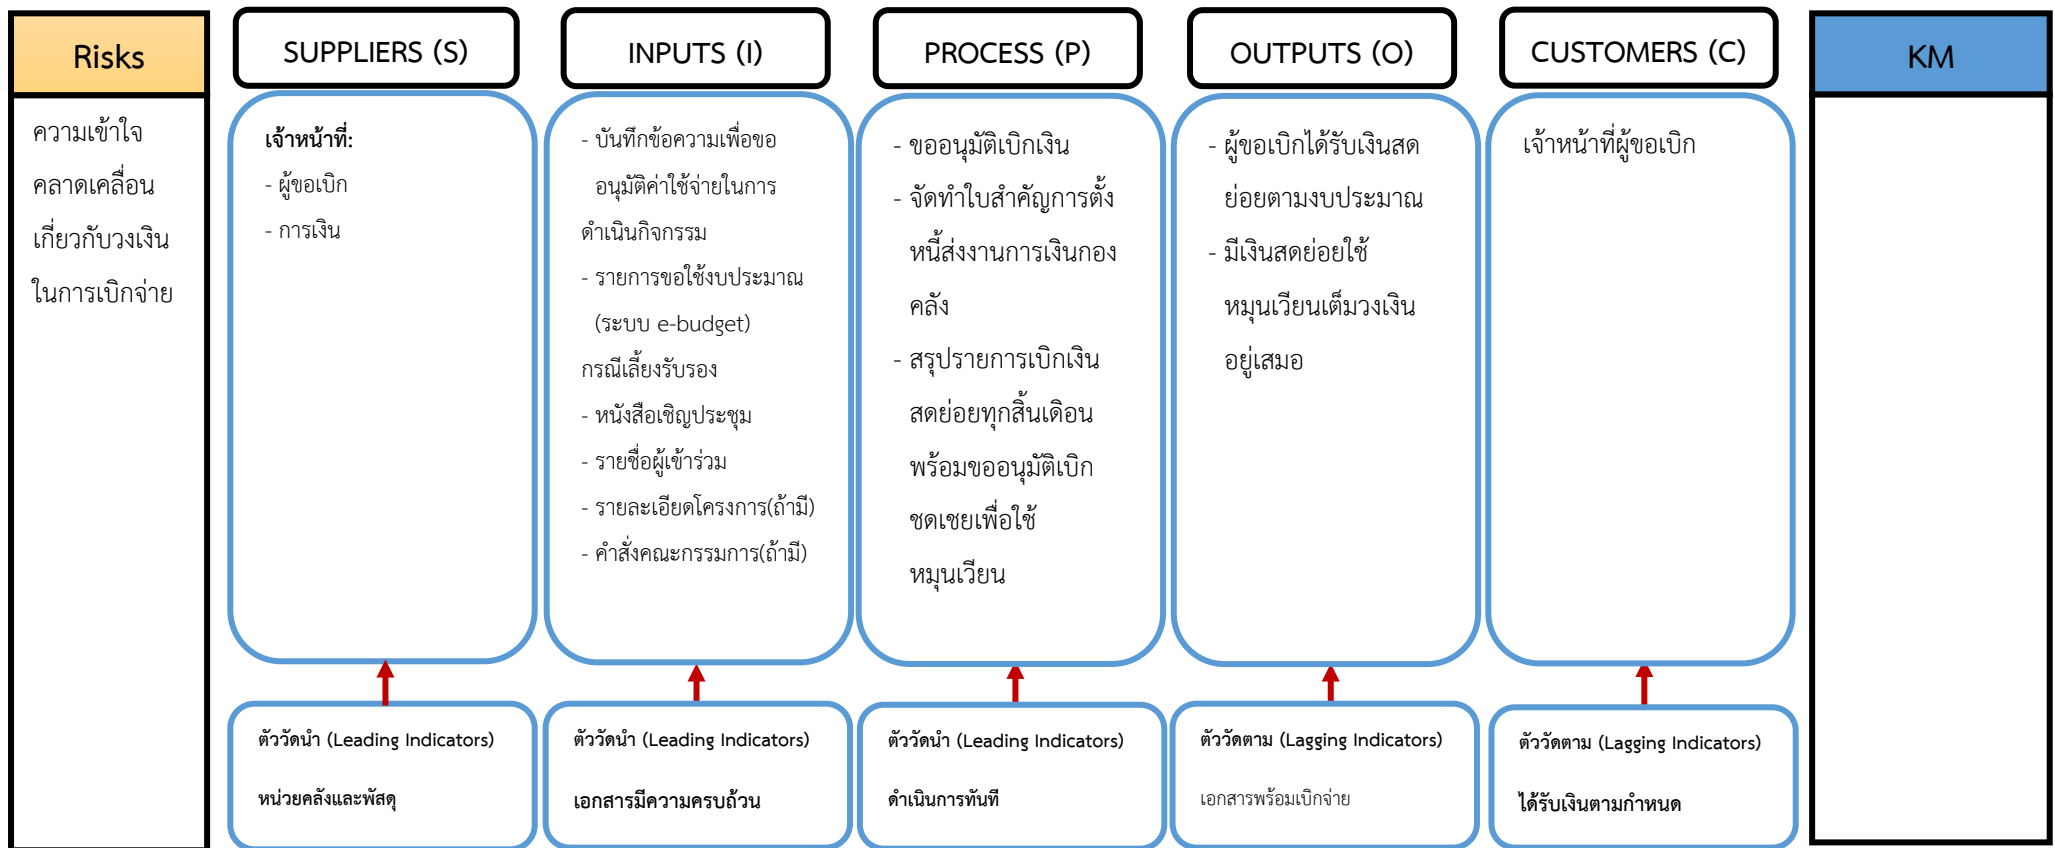 Risks
ความเข้าใจ
คลาดเคลื่อน
เกี่ยวกับวงเงิน
ในการเบิกจ่าย
SUPPLIERS (S)
เจ้าหน้าที่:
- ผู้ขอเบิก
- การเงิน
ตัววัดนำ (Leading Indicators)
หน่วยคลังและพัสดุ
INPUTS (I)
- บันทึกข้อความเพื่อขอ
อนุมัติค่าใช้จ่ายในการ
ดำเนินกิจกรรม
- รายการขอใช้งบประมาณ
(ระบบ e-budget)
กรณีเลี้ยงรับรอง
- หนังสือเชิญประชุม
- รายชื่อผู้เข้าร่วม
- รายละเอียดโครงการ(ถ้ามี)
- คำสั่งคณะกรรมการ(ถ้ามี)
ตัววัดนำ (Leading Indicators)
เอกสารมีความครบถ้วน
PROCESS (P)
- ขออนุมัติเบิกเงิน
- จัดทำใบสำคัญการตั้ง
หนี้ส่งงานการเงินกอง
คลัง
- สรุปรายการเบิกเงิน
สดย่อยทุกสิ้นเดือน
พร้อมขออนุมัติเบิก
ชดเชยเพื่อใช้
หมุนเวียน
ตัววัดนำ (Leading Indicators)
ดำเนินการทันที
OUTPUTS (O)
- ผู้ขอเบิกได้รับเงินสด
ย่อยตามงบประมาณ
- มีเงินสดย่อยใช้
หมุนเวียนเต็มวงเงิน
อยู่เสมอ
ตัววัดตาม (Lagging Indicators)
เอกสารพร้อมเบิกจ่าย
CUSTOMERS (C)
เจ้าหน้าที่ผู้ขอเบิก
ตัววัดตาม (Lagging Indicators)
ได้รับเงินตามกำหนด
KM